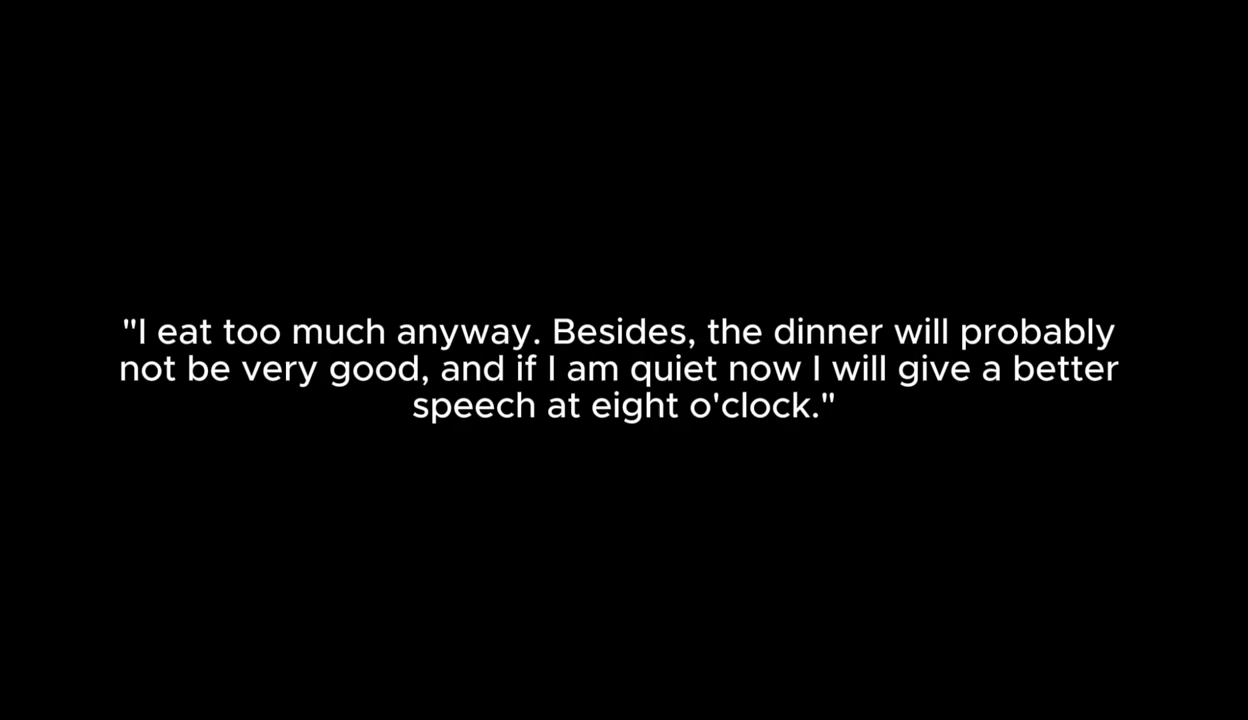 "I eat too much anyway. Besides, the dinner will probably
not be very good, and if I am quiet now I will give a better
speech at eight o'clock."